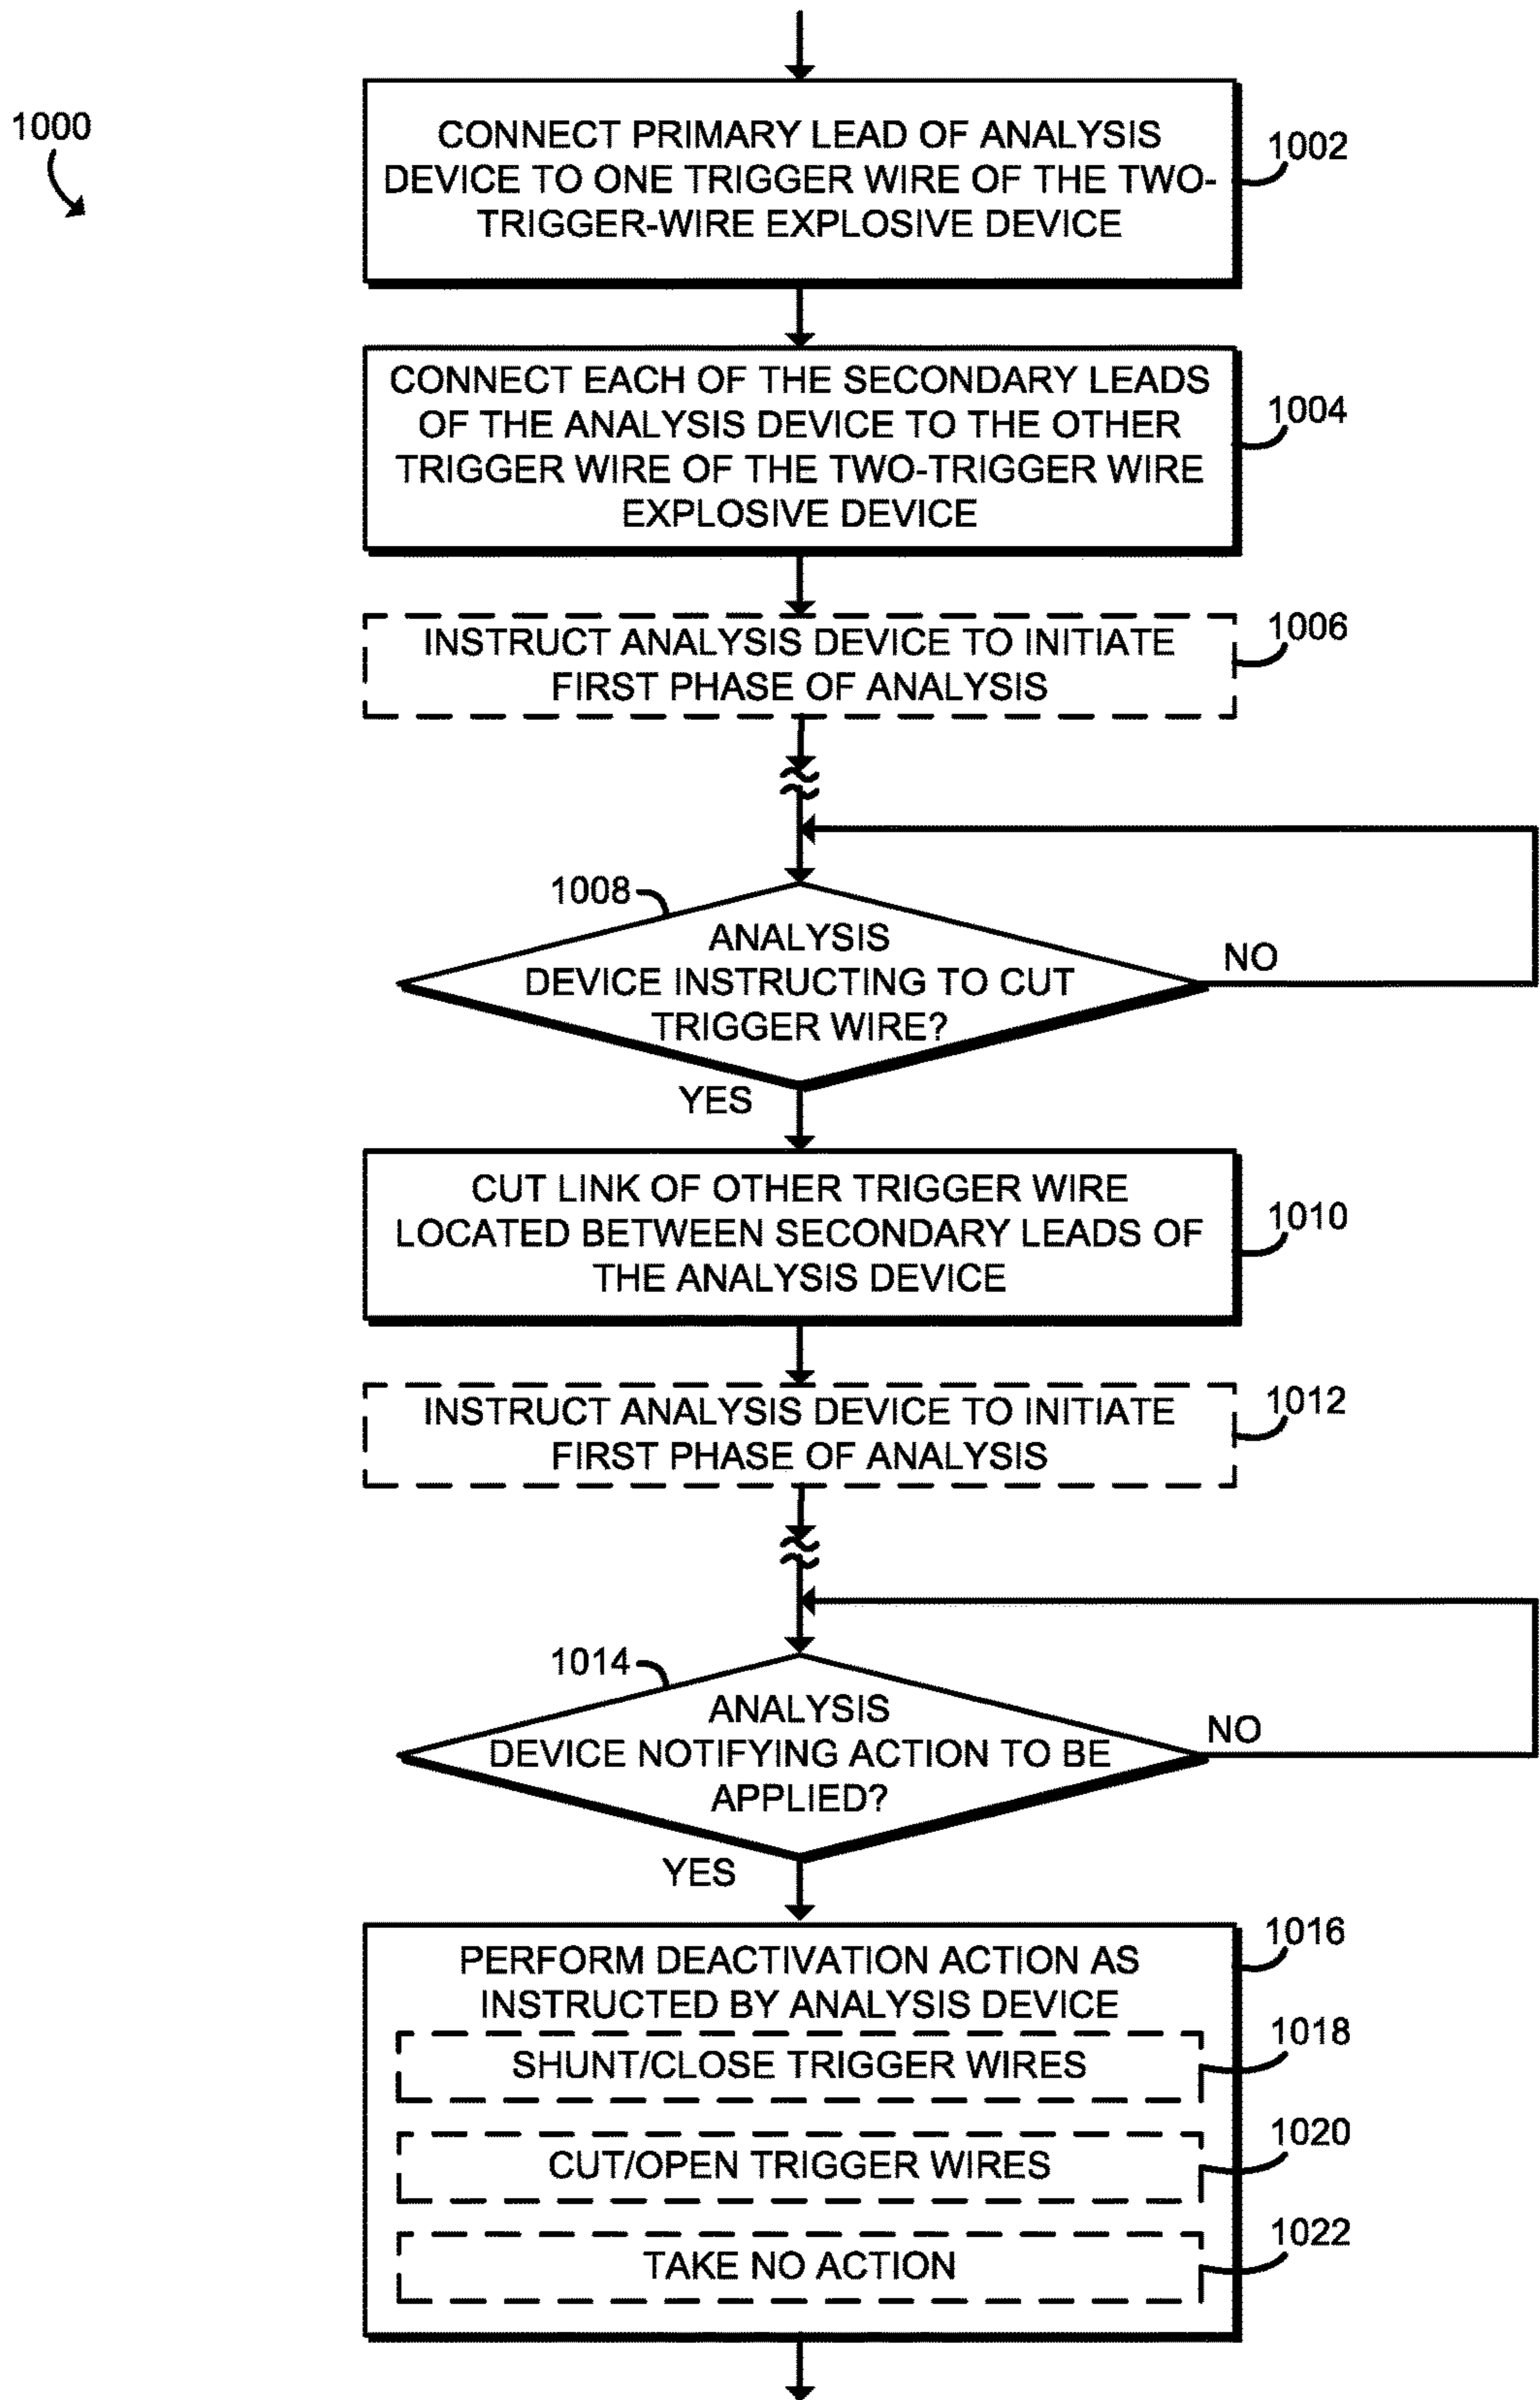 1000
CONNECT PRIMARY LEAD OF ANALYSIS
DEVICE TO ONE TRIGGER WIRE OF THE TWO-
TRIGGER-WIRE EXPLOSIVE DEVICE
1002
CONNECT EACH OF THE SECONDARY LEADS
OF THE ANALYSIS DEVICE TO THE OTHER
TRIGGER WIRE OF THE TWO-TRIGGER WIRE
EXPLOSIVE DEVICE
1004
INSTRUCT ANALYSIS DEVICE TO INITIATE
FIRST PHASE OF ANALYSIS
1006
1008
ANALYSIS
DEVICE INSTRUCTING TO CUT
TRIGGER WIRE?
NO
YES
CUT LINK OF OTHER TRIGGER WIRE
LOCATED BETWEEN SECONDARY LEADS OF
THE ANALYSIS DEVICE
1010
INSTRUCT ANALYSIS DEVICE TO INITIATE
FIRST PHASE OF ANALYSIS
1012
1014
ANALYSIS
DEVICE NOTIFYING ACTION TO BE
APPLIED?
NO
YES
PERFORM DEACTIVATION ACTION AS
INSTRUCTED BY ANALYSIS DEVICE
1016
SHUNT/CLOSE TRIGGER WIRES
1018
CUT/OPEN TRIGGER WIRES
1020
TAKE NO ACTION
1022